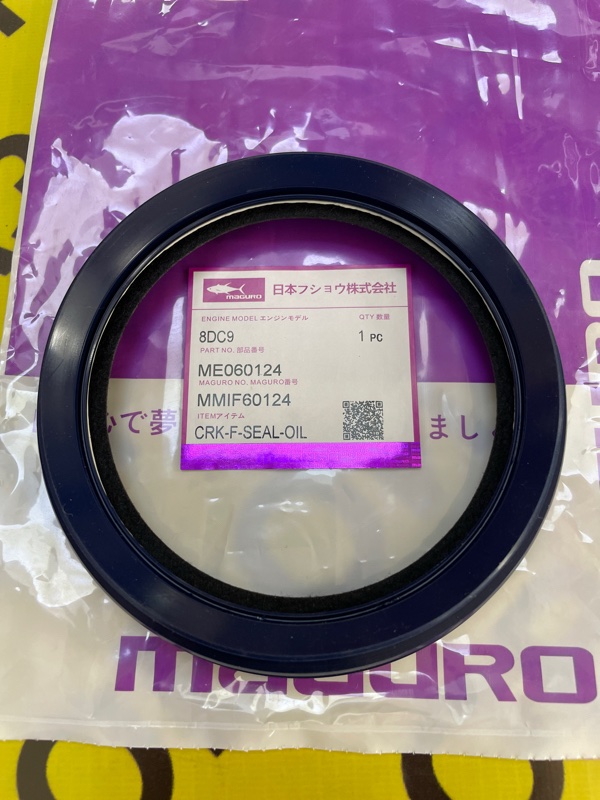 maguro
日本フショウ株式会社
ENGINE MODEL エンジンモデル QTY 数量
8DC9 1 PC
PART NO. 部品番号
ME060124
MAGURO NO. MAGURO番号
MMIF60124
ITEMアイテム
CRK-F-SEAL-OIL
心で夢 まし
maguro